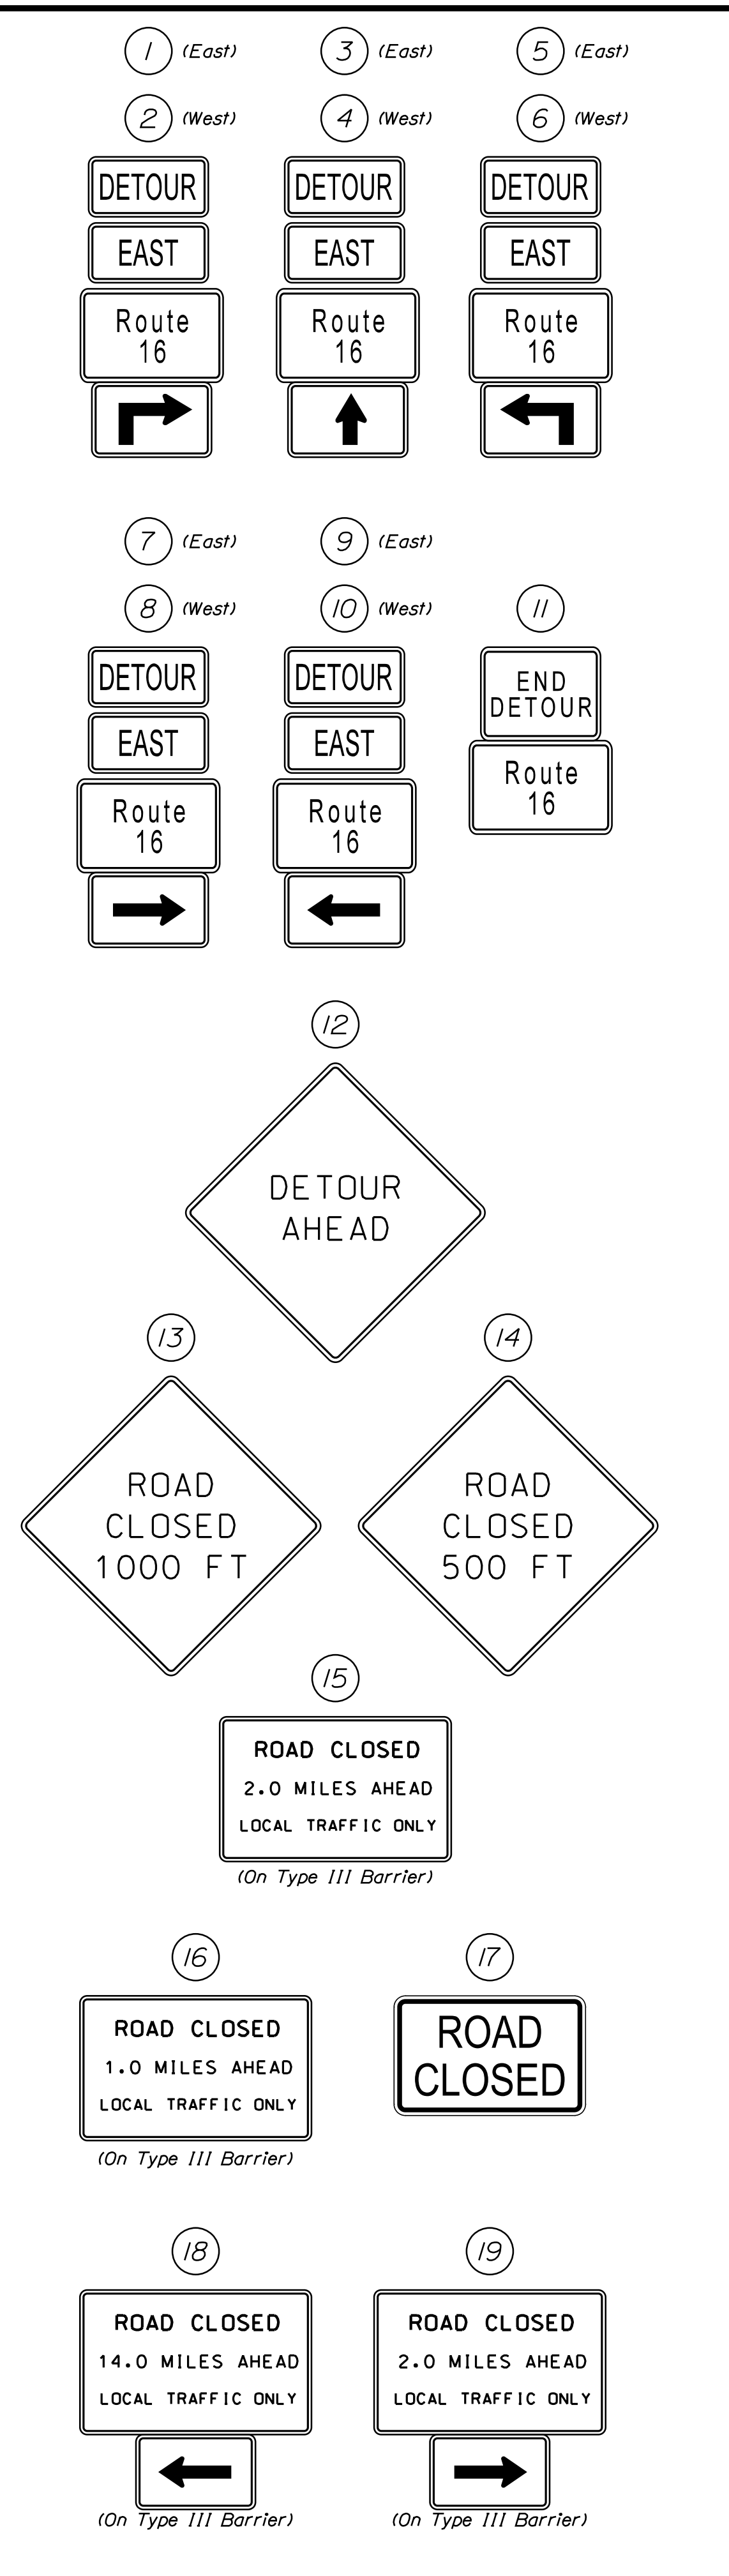 1 (East) 3 (East) 5 (East)
2 (West) 4 (West) 6 (West)
DETOUR DETOUR DETOUR
EAST EAST EAST
Route Route Route
16 16 16
7 (East) 9 (East)
8 (West) 10 (West) 11
DETOUR DETOUR END
DETOUR
EAST EAST
Route Route Route
16 16 16
12
DETOUR
AHEAD
13 14
ROAD ROAD
CLOSED CLOSED
1000 FT 500 FT
15
ROAD CLOSED
2.0 MILES AHEAD
LOCAL TRAFFIC ONLY
(On Type III Barrier)
16 17
ROAD CLOSED
1.0 MILES AHEAD
LOCAL TRAFFIC ONLY
(On Type III Barrier)
ROAD
CLOSED
18 19
ROAD CLOSED ROAD CLOSED
14.0 MILES AHEAD 2.0 MILES AHEAD
LOCAL TRAFFIC ONLY LOCAL TRAFFIC ONLY
(On Type III Barrier) (On Type III Barrier)